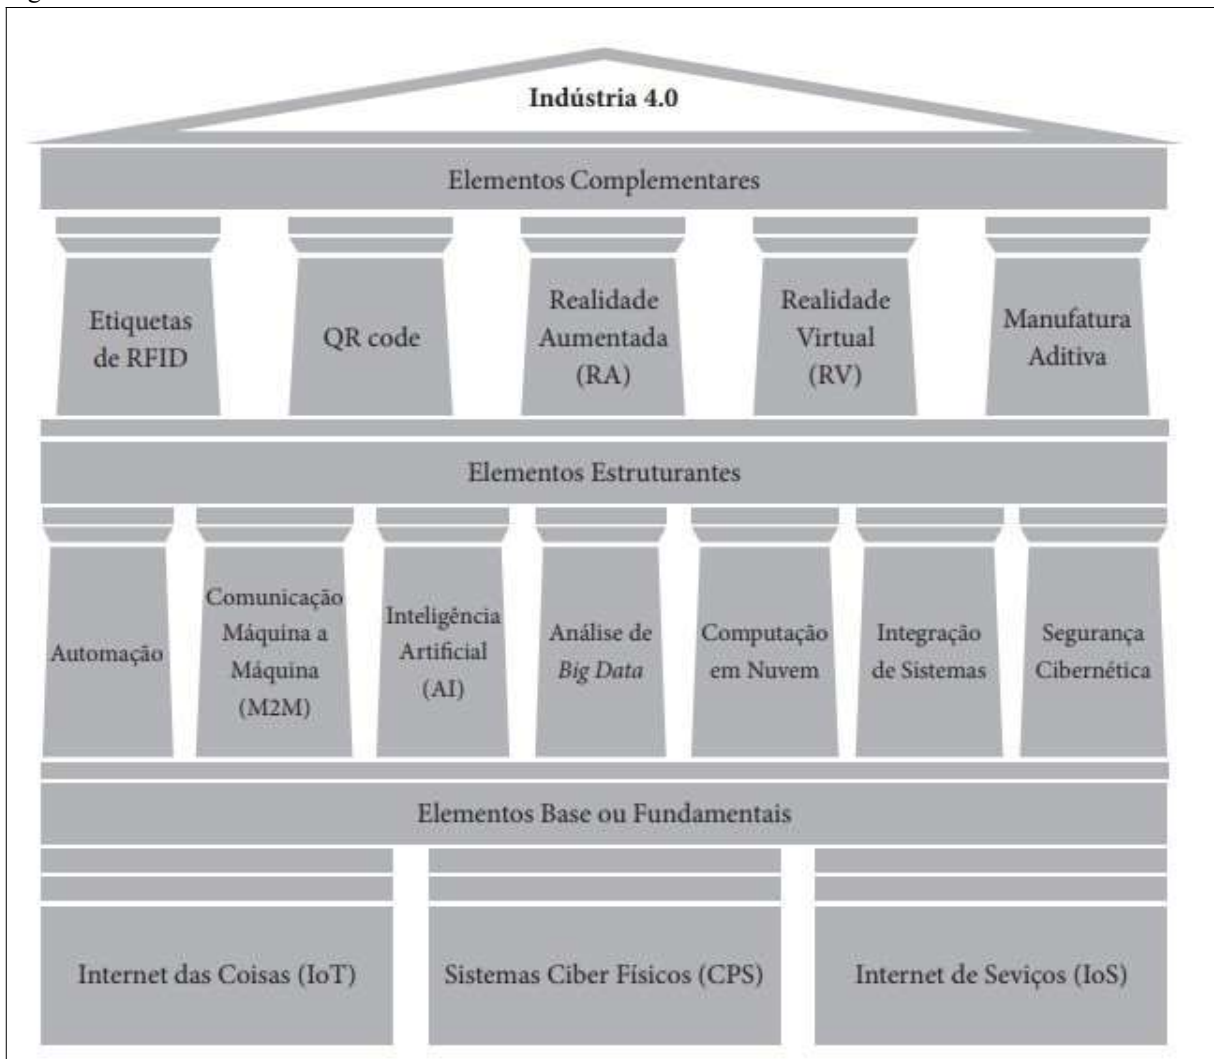 Indústria 4.0
Elementos Complementares
Etiquetas
de RFID
QR code
Realidade
Aumentada
(RA)
Realidade
Virtual
(RV)
Manufatura
Aditiva
Elementos Estruturantes
Automação
Comunicação
Máquina a
Máquina
(M2M)
Inteligência
Artificial
(AI)
Análise de
Big Data
Computação
em Nuvem
Integração
de Sistemas
Segurança
Cibernética
Elementos Base ou Fundamentais
Internet das Coisas (IoT)
Sistemas Ciber Físicos (CPS)
Internet de Seviços (IoS)